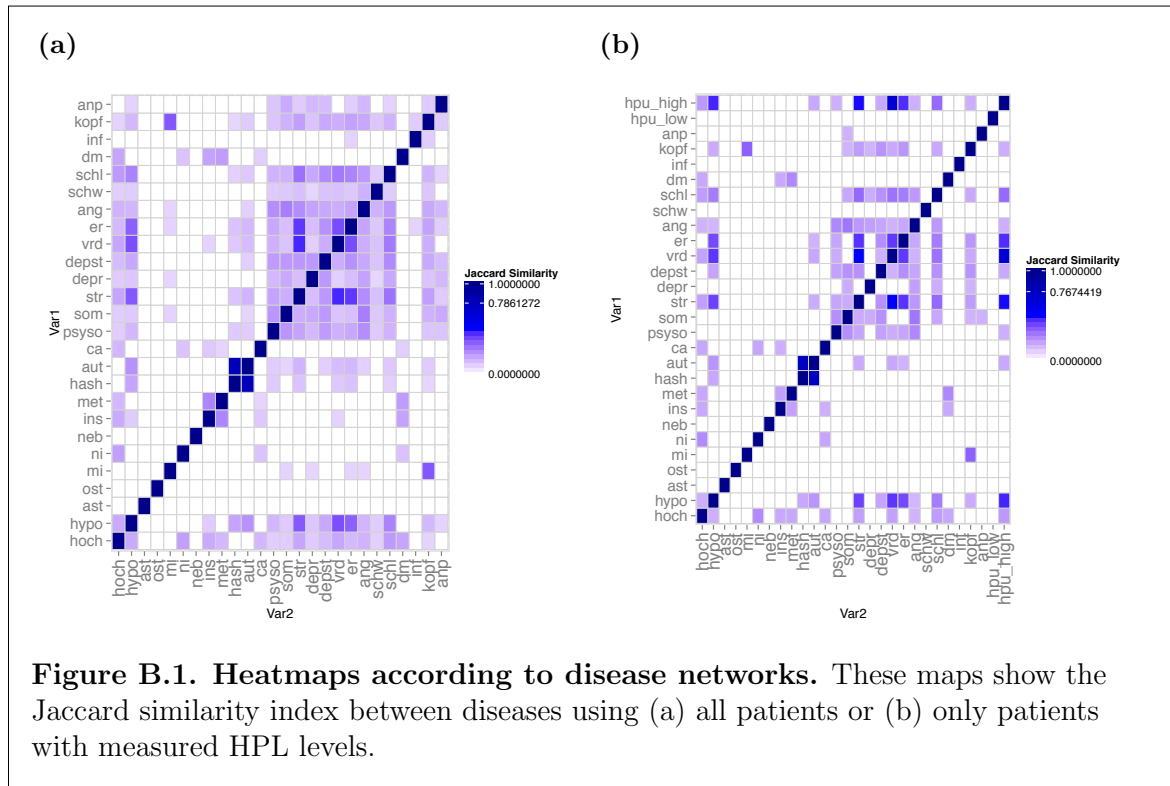 (a)
(b)
anp
kopf
inf
dm
schl
schw
ang
er
vrd
depst
depr
str
som
psyso
ca
aut
hash
met
ins
neb
ni
mi
ost
ast
hypo
hoch
Var1
hoch
hypo
ast
ost
mi
ni
neb
ins
met
hash
aut
ca
psyso
som
str
depr
depst
vrd
er
ang
schw
schl
dm
inf
kopf
anp
Var2
Jaccard Similarity
1.0000000
0.7861272
0.0000000
hpu_high
hpu_low
anp
kopf
inf
dm
schl
schw
ang
er
vrd
depst
depr
str
som
psyso
ca
aut
hash
met
ins
neb
ni
mi
ost
ast
hypo
hoch
Var1
hoch
hypo
ast
ost
mi
ni
neb
ins
met
hash
aut
ca
psyso
som
str
depr
depst
vrd
er
ang
schw
schl
dm
inf
kopf
anp
hpu_low
hpu_high
Var2
Jaccard Similarity
1.0000000
0.7674419
0.0000000
Figure B.1. Heatmaps according to disease networks. These maps show the
Jaccard similarity index between diseases using (a) all patients or (b) only patients
with measured HPL levels.